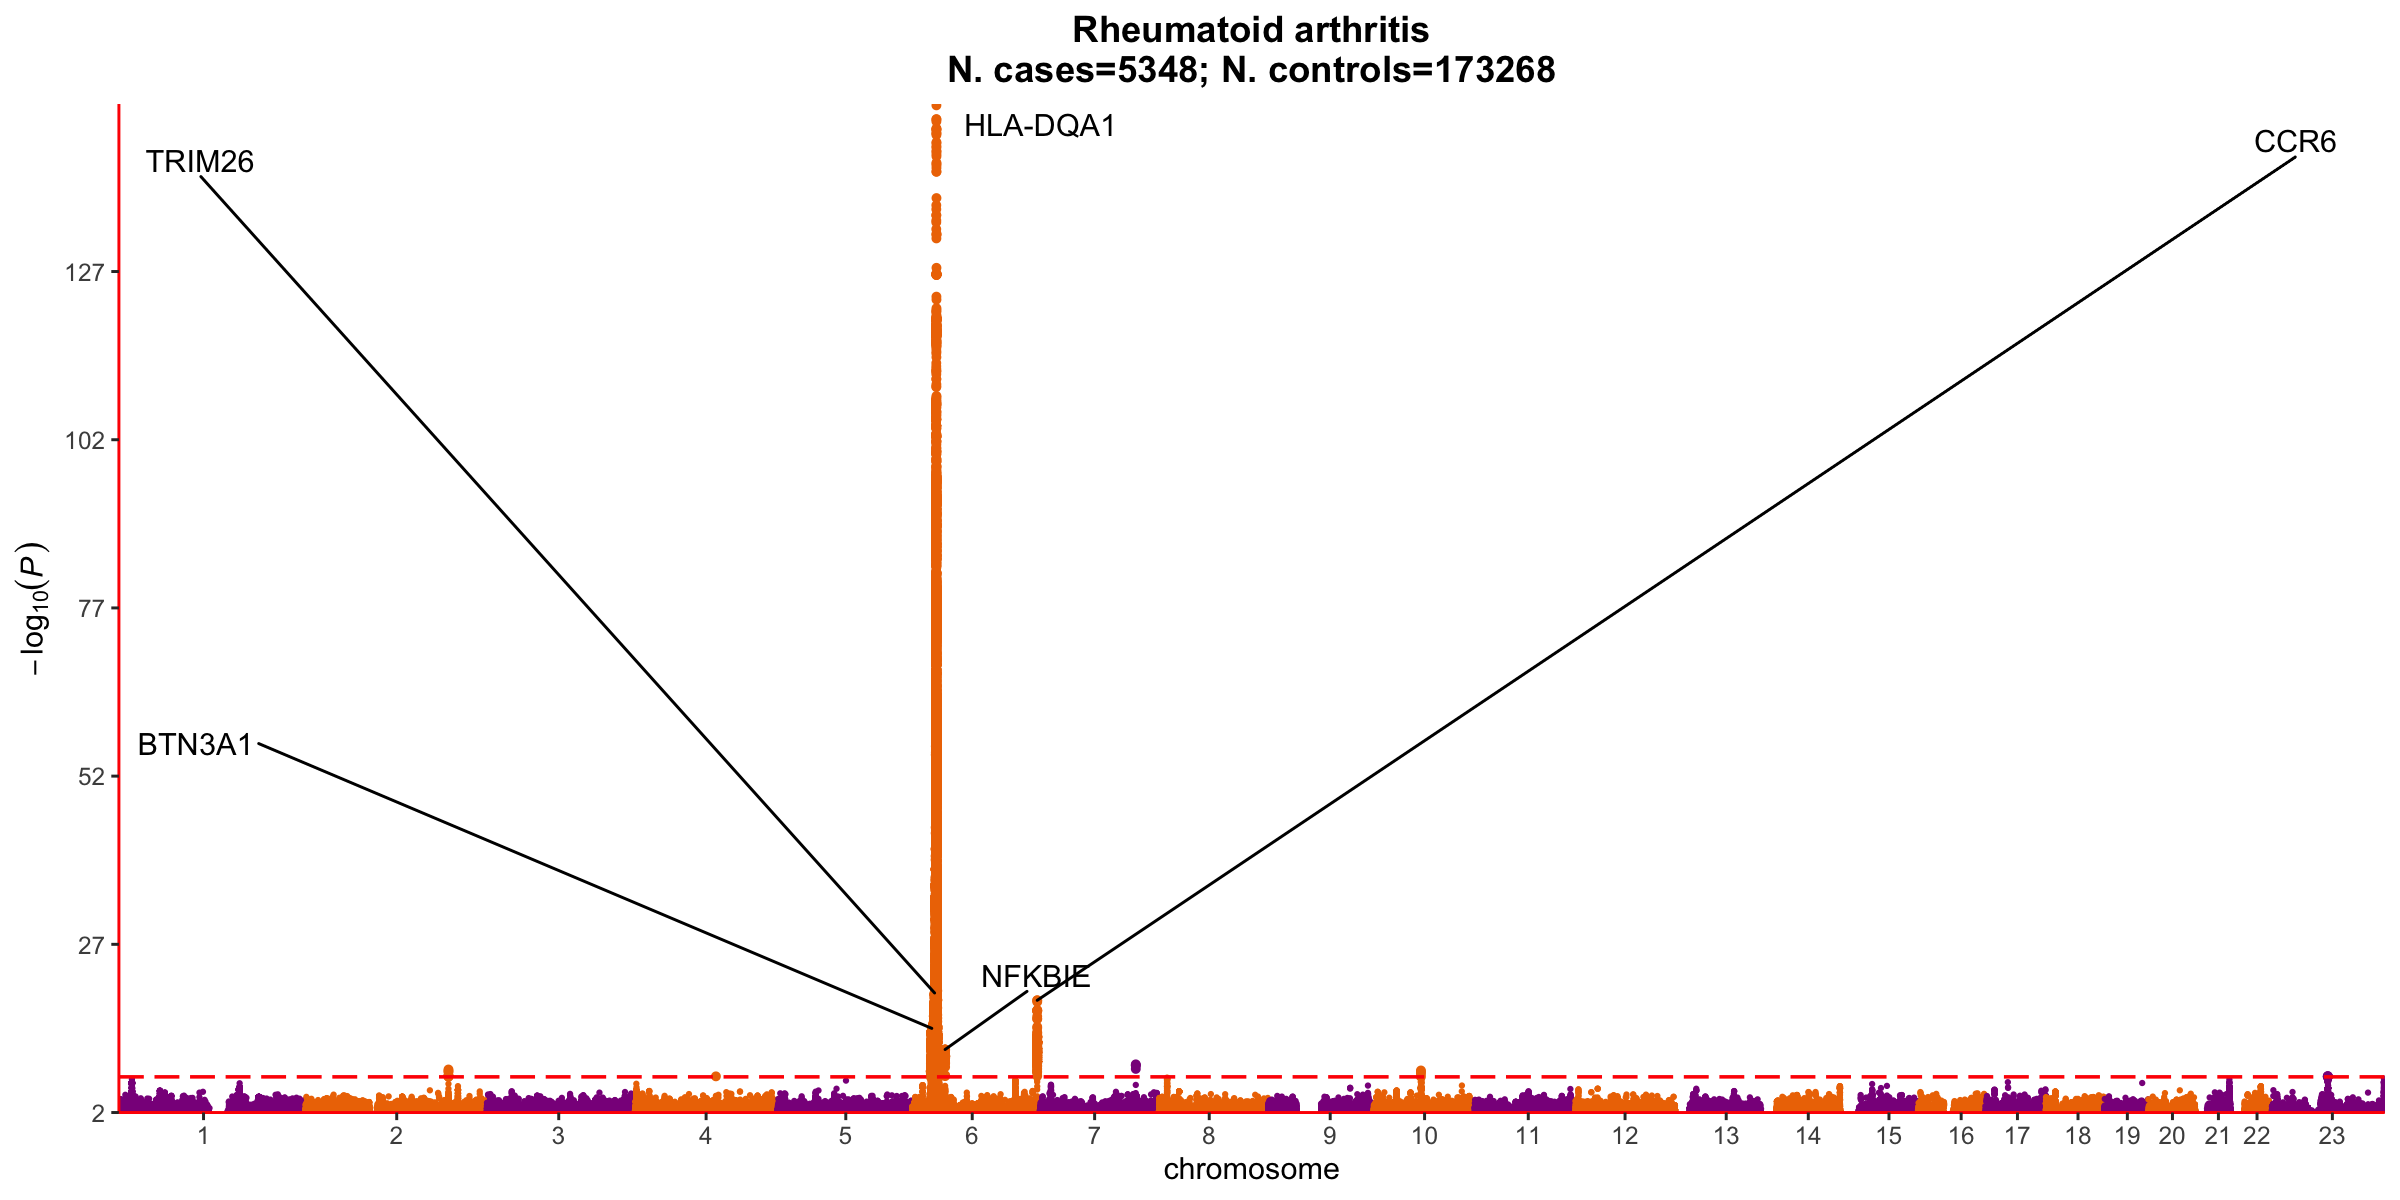 Rheumatoid arthritis
N. cases=5348; N. controls=173268
HLA-DQA1
CCR6
TRIM26
BTN3A1
NFKBIE
−log₁₀(P)
127
102
77
52
27
2
1 2 3 4 5 6 7 8 9 10 11 12 13 14 15 16 17 18 19 20 21 22 23
chromosome